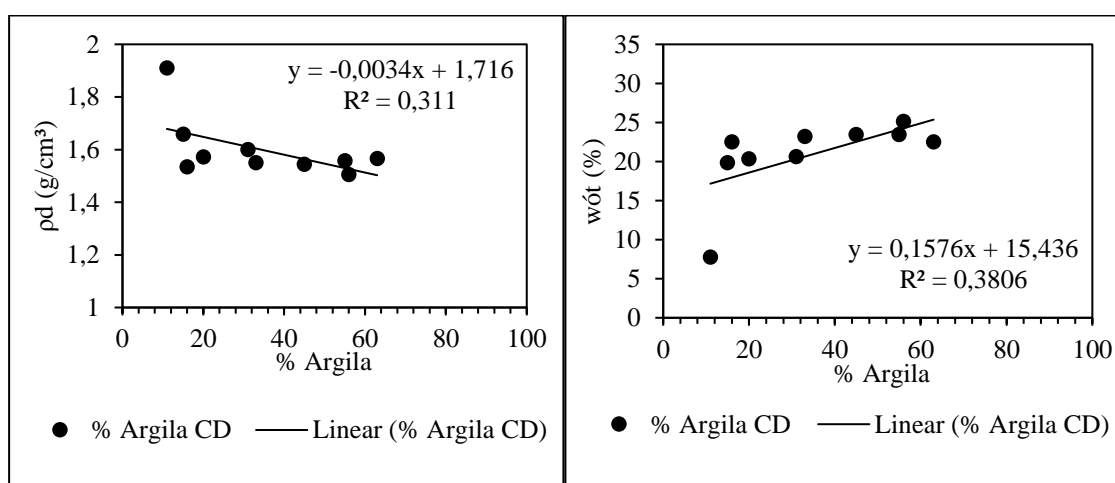 2
1,8
1,6
1,4
1,2
1
0
20
40
60
80
100
ρd (g/cm³)
% Argila
y = -0,0034x + 1,716
R² = 0,311
% Argila CD
Linear (% Argila CD)
35
30
25
20
15
10
5
0
0
20
40
60
80
100
wót (%)
% Argila
y = 0,1576x + 15,436
R² = 0,3806
% Argila CD
Linear (% Argila CD)